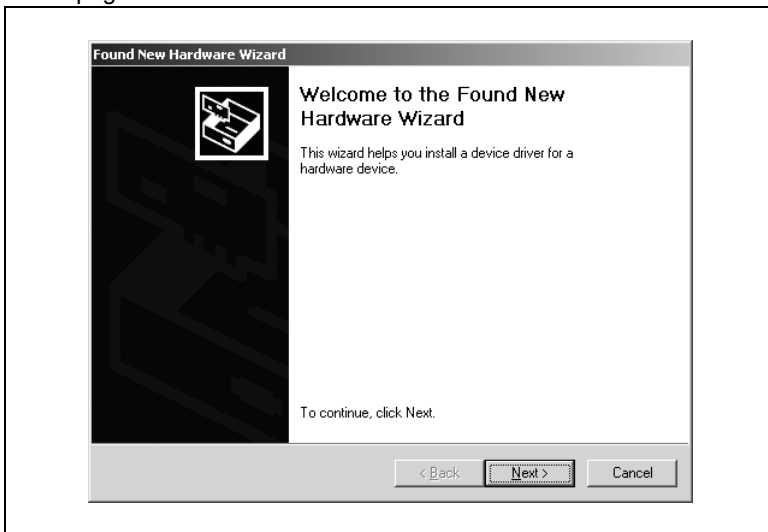 Found New Hardware Wizard
Welcome to the Found New
Hardware Wizard
This wizard helps you install a device driver for a
hardware device.
To continue, click Next.
< Back
Next >
Cancel